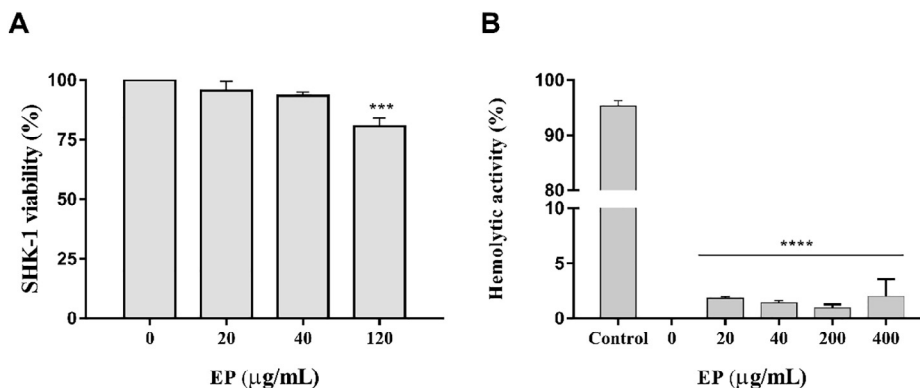 A
B
SHK-1 viability (%)
100
75
50
25
0
***
0 20 40 120
EP (μg/mL)
Hemolytic activity (%)
100
95
90
80
10
5
0
****
Control 0 20 40 200 400
EP (μg/mL)